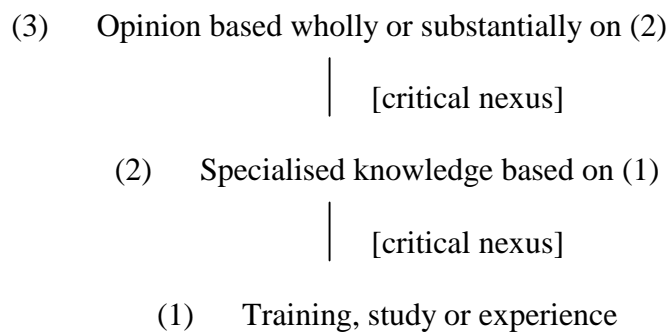 (3) Opinion based wholly or substantially on (2)
[critical nexus]
(2) Specialised knowledge based on (1)
[critical nexus]
(1) Training, study or experience